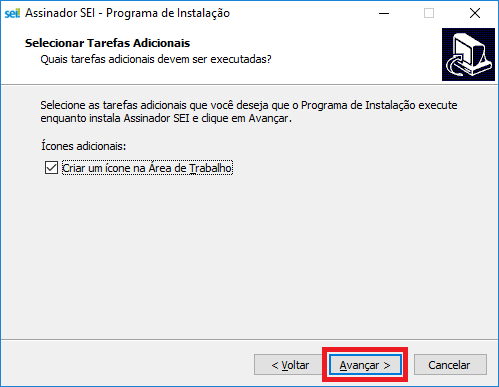 sei! Assinador SEI - Programa de Instalação
Selecionar Tarefas Adicionais
Quais tarefas adicionais devem ser executadas?
Selecione as tarefas adicionais que você deseja que o Programa de Instalação execute
enquanto instala Assinador SEI e clique em Avançar.
Ícones adicionais:
Criar um ícone na Área de Trabalho
< Voltar
Avançar >
Cancelar